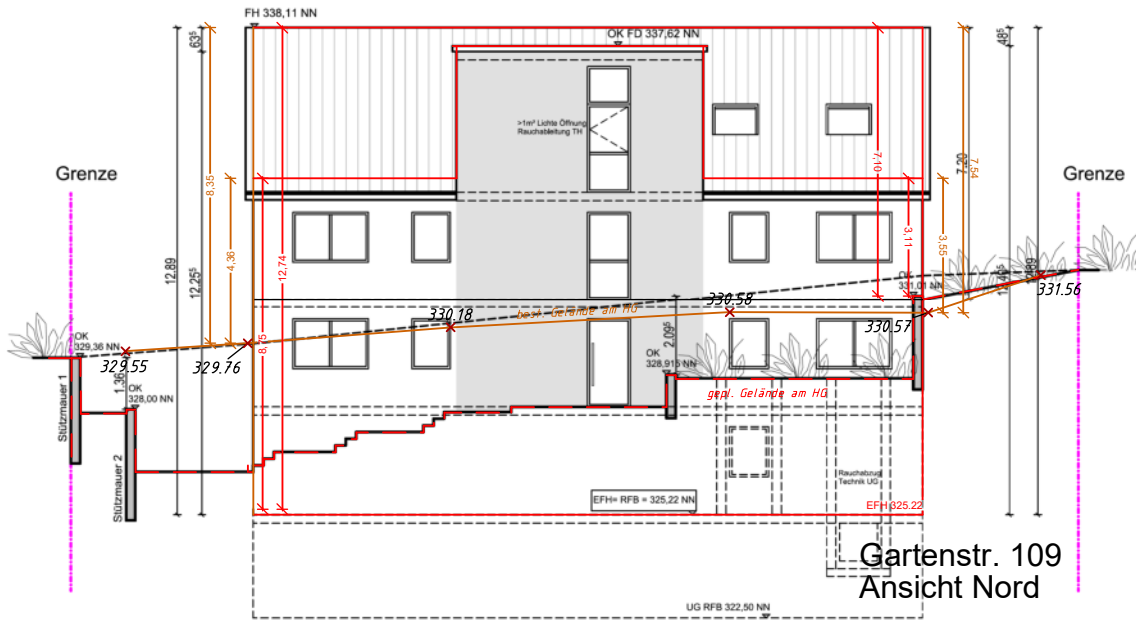 FH 338,11 NN
OK FD 337,62 NN
63⁵
48⁵
>1m² Lichte Öffnung
Rauchableitung TH
Grenze
Grenze
8,35
4,36
12,74
8,75
12.89
12.25⁵
7,10
7.20
7,54
3,11
3,55
OK
331,01 NN
331.56
330.57
330.58
330.18
best. Gelände am HG
OK
329,36 NN
329.55
329.76
1.36
OK
328,00 NN
2.09⁵
OK
328,915 NN
gepl. Gelände am HG
Stützmauer 1
Stützmauer 2
Rauchabzug
Technik UG
EFH= RFB = 325,22 NN
EFH 325.22
Gartenstr. 109
Ansicht Nord
UG RFB 322,50 NN